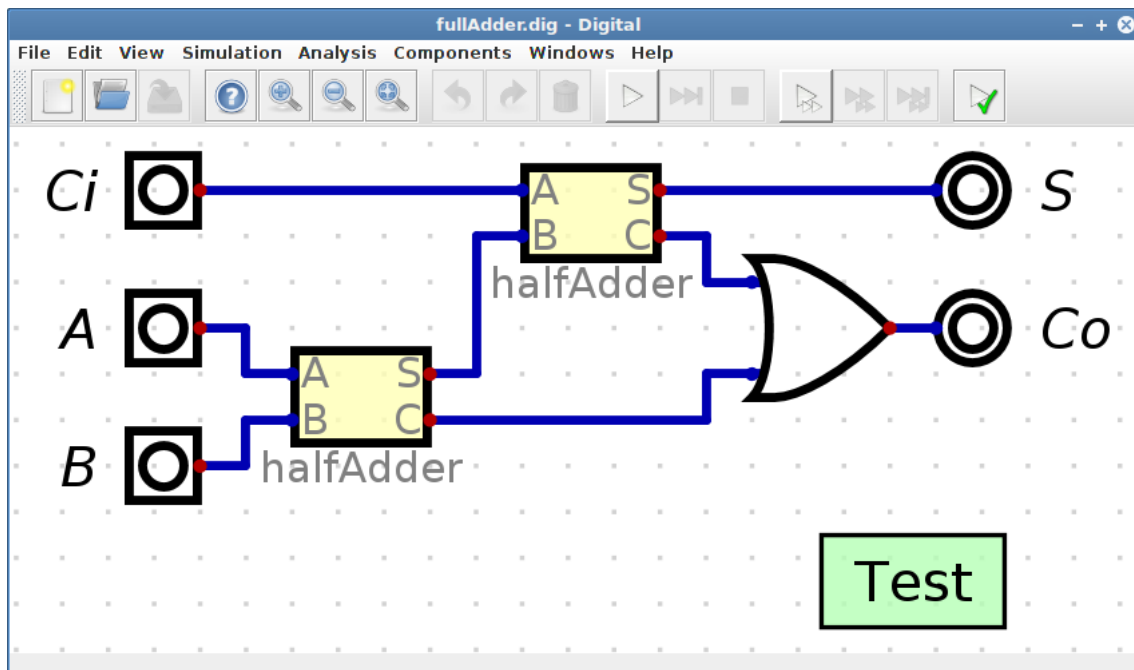 fullAdder.dig - Digital
File Edit View Simulation Analysis Components Windows Help
?
Ci
A S
B C
halfAdder
S
A
A S
B C
halfAdder
Co
B
Test